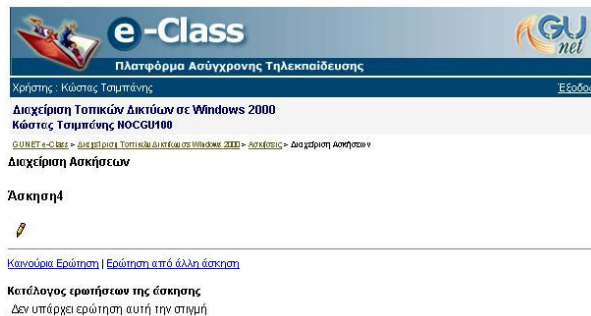 e-Class
GU
net
Πλατφόρμα Ασύγχρονης Τηλεκπαίδευσης
Χρήστης : Κώστας Τσιμπάνης
Έξοδος
Διαχείριση Τοπικών Δικτύων σε Windows 2000
Κώστας Τσιμπάνης NOCGU100
GUNET e-Class > Διαχείριση Τοπικών Δικτύων σε Windows 2000 > Ασκήσεις > Διαχείριση Ασκήσεων
Διαχείριση Ασκήσεων
Άσκηση4
Καινούρια Ερώτηση | Ερώτηση από άλλη άσκηση
Κατάλογος ερωτήσεων της άσκησης
Δεν υπάρχει ερώτηση αυτή την στιγμή